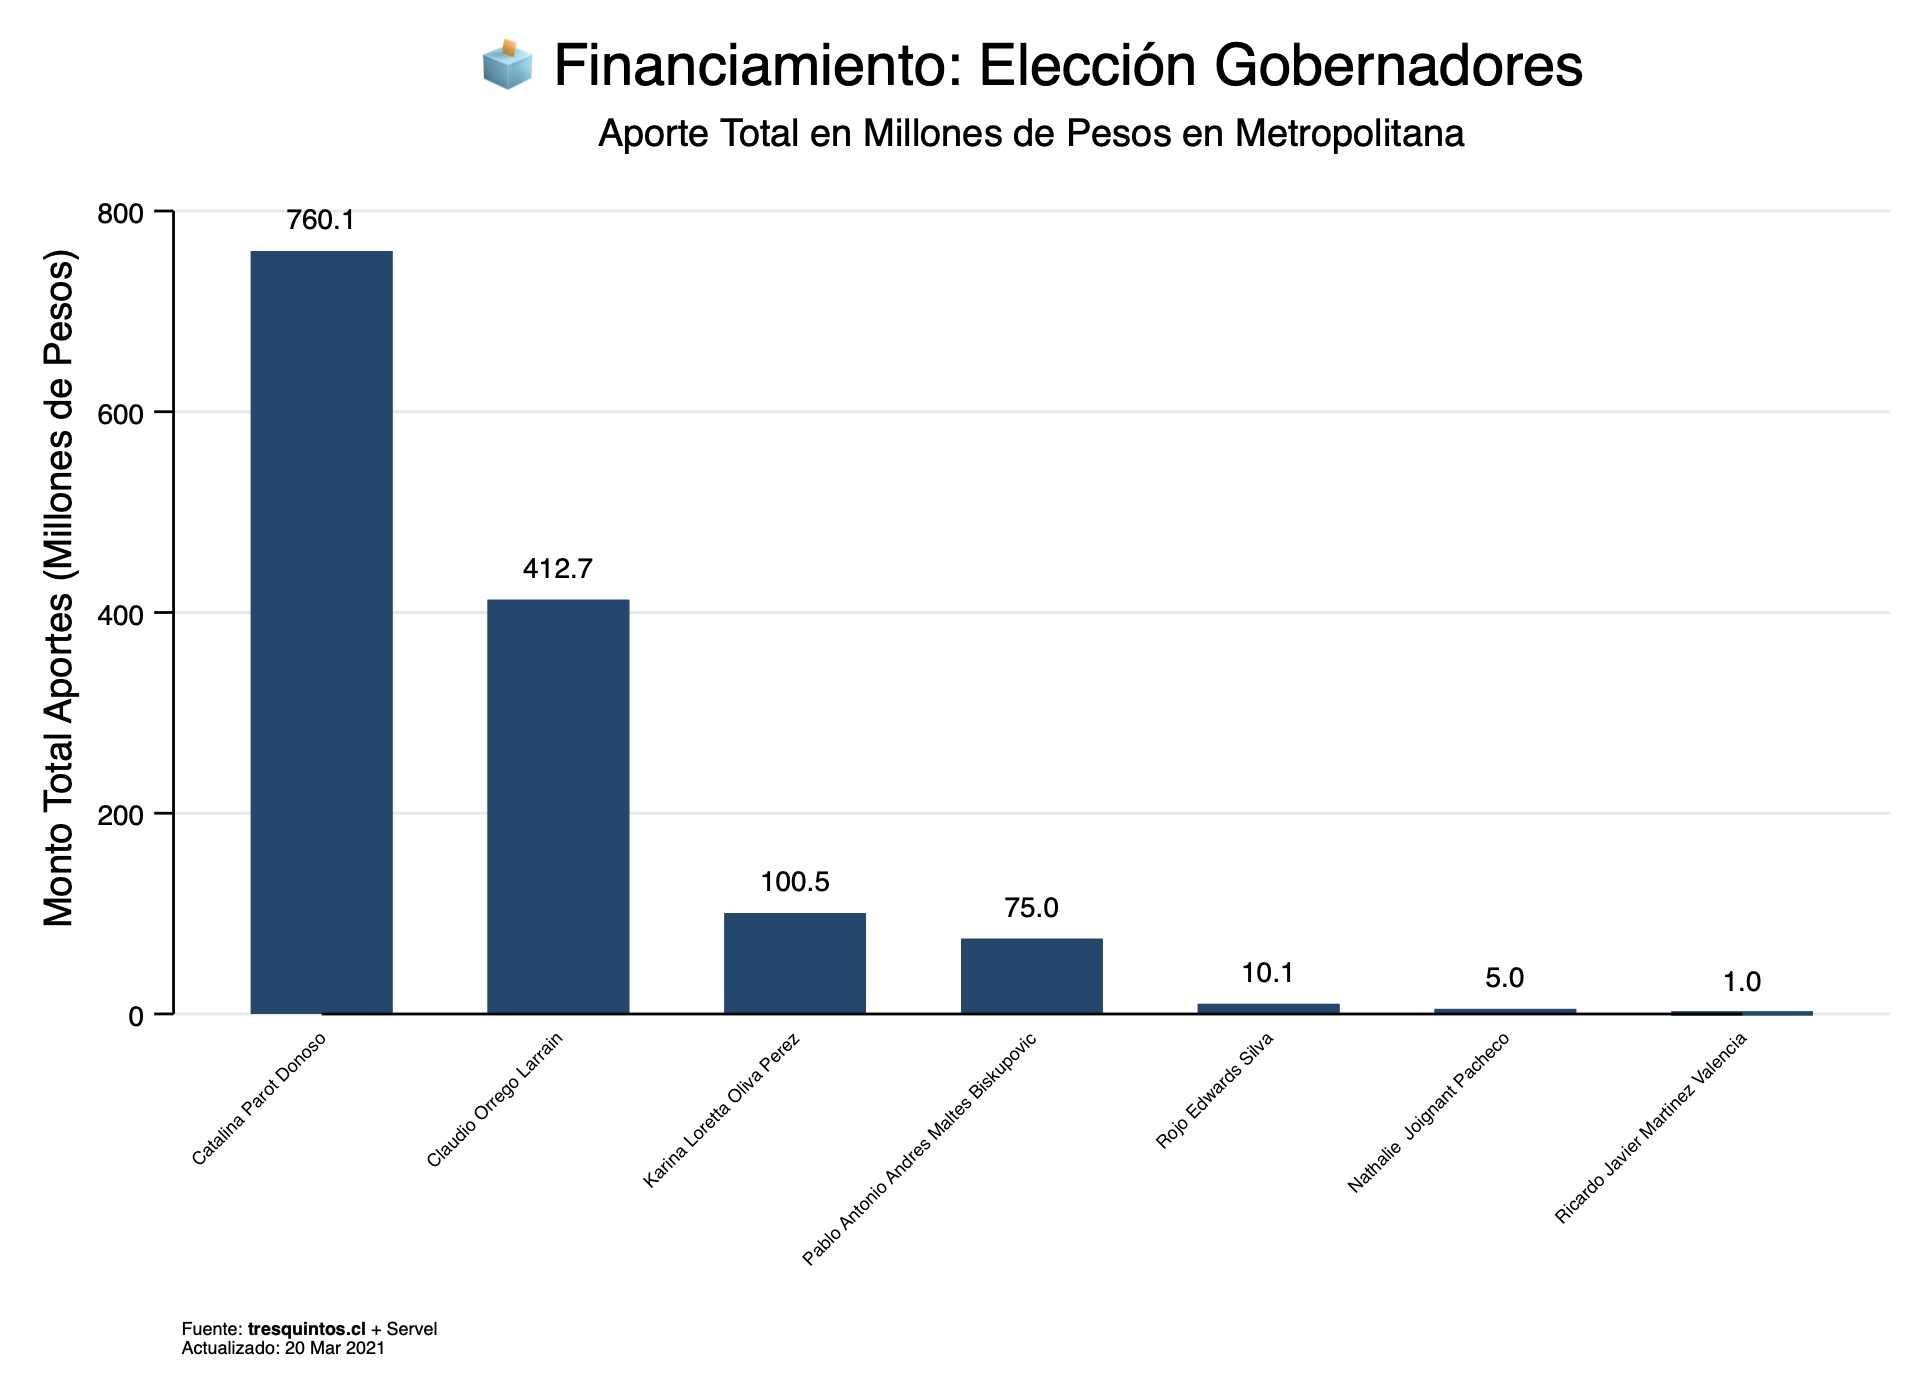 Financiamiento: Elección Gobernadores
Aporte Total en Millones de Pesos en Metropolitana
Monto Total Aportes (Millones de Pesos)
800
600
400
200
0
760.1
412.7
100.5
75.0
10.1
5.0
1.0
Catalina Parot Donoso
Claudio Orrego Larrain
Karina Loretta Oliva Perez
Pablo Antonio Andres Maltes Biskupovic
Rojo Edwards Silva
Nathalie  Joignant Pacheco
Ricardo Javier Martinez Valencia
Fuente: tresquintos.cl + Servel
Actualizado: 20 Mar 2021